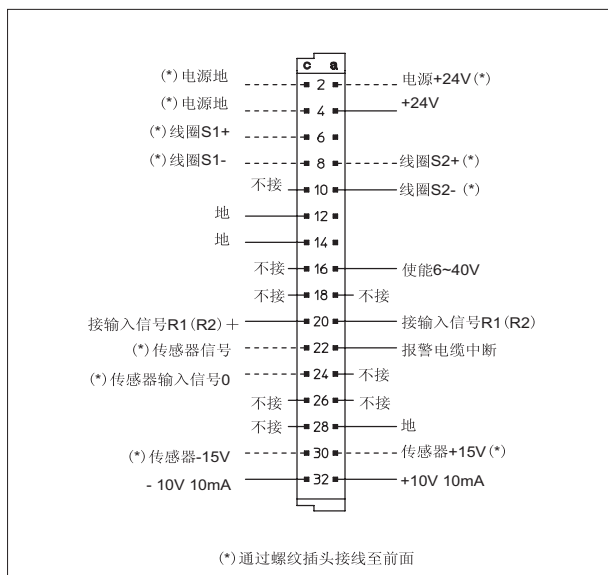 c a
(*)电源地 2 电源+24V(*)
(*)电源地 4 +24V
(*)线圈S1+ 6
(*)线圈S1- 8 线圈S2+(*)
不接 10 线圈S2- (*)
地 12
地 14
不接 16 使能6~40V
不接 18 不接
接输入信号R1(R2)＋ 20 接输入信号R1(R2)
(*)传感器信号 22 报警电缆中断
(*)传感器输入信号0 24 不接
不接 26 不接
不接 28 地
(*)传感器-15V 30 传感器+15V(*)
- 10V 10mA 32 +10V 10mA
(*)通过螺纹插头接线至前面